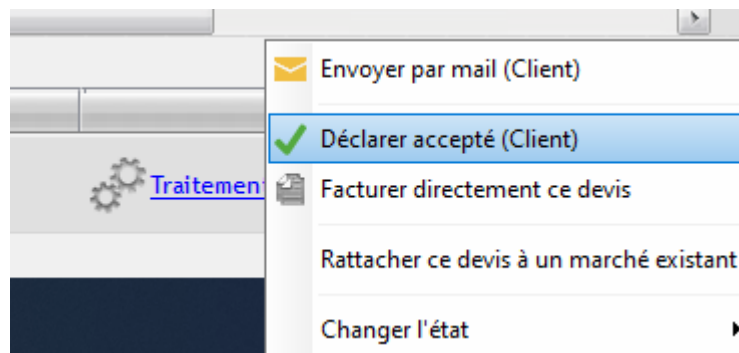 Envoyer par mail (Client)
Déclarer accepté (Client)
Traitemen
Facturer directement ce devis
Rattacher ce devis à un marché existant
Changer l'état